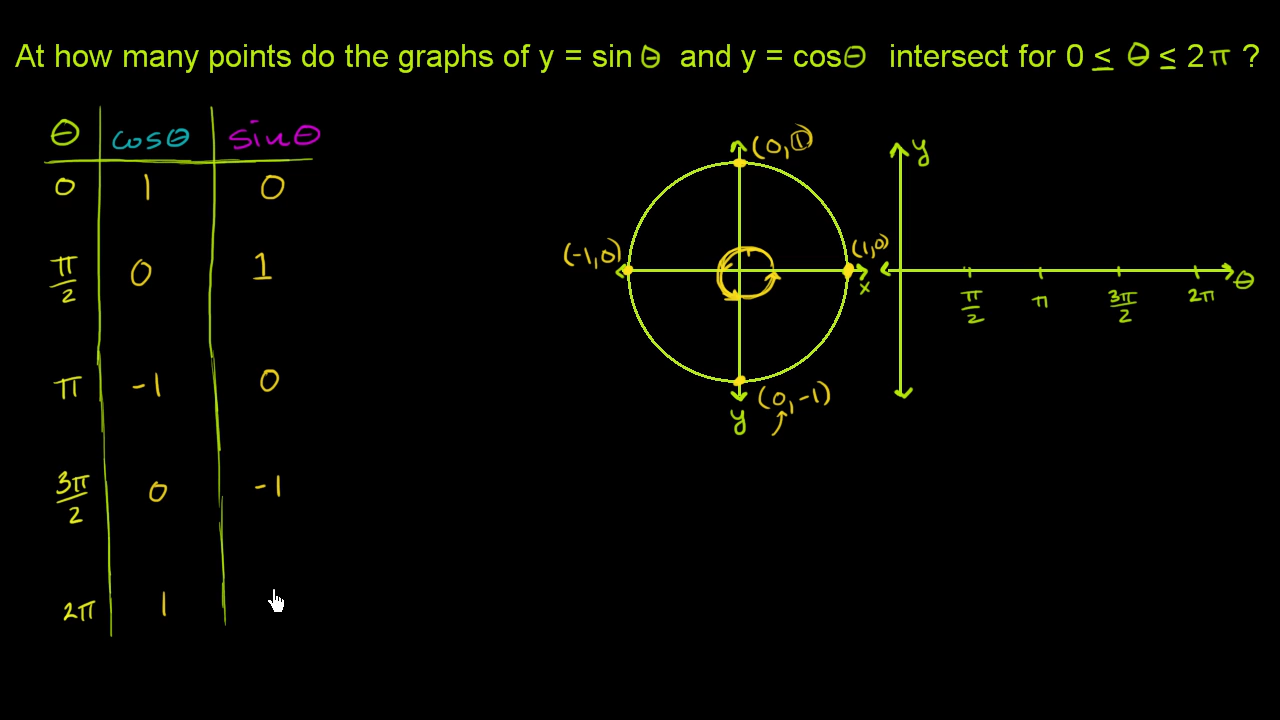 At how many points do the graphs of y = sin θ and y = cosθ intersect for 0 ≤ θ ≤ 2π ?
θ cosθ sinθ
0 1 0
π/2 0 1
π -1 0
3π/2 0 -1
2π 1
(0,1)
(-1,0)
(1,0)
x
(0,-1)
y
y
θ
π/2 π 3π/2 2π